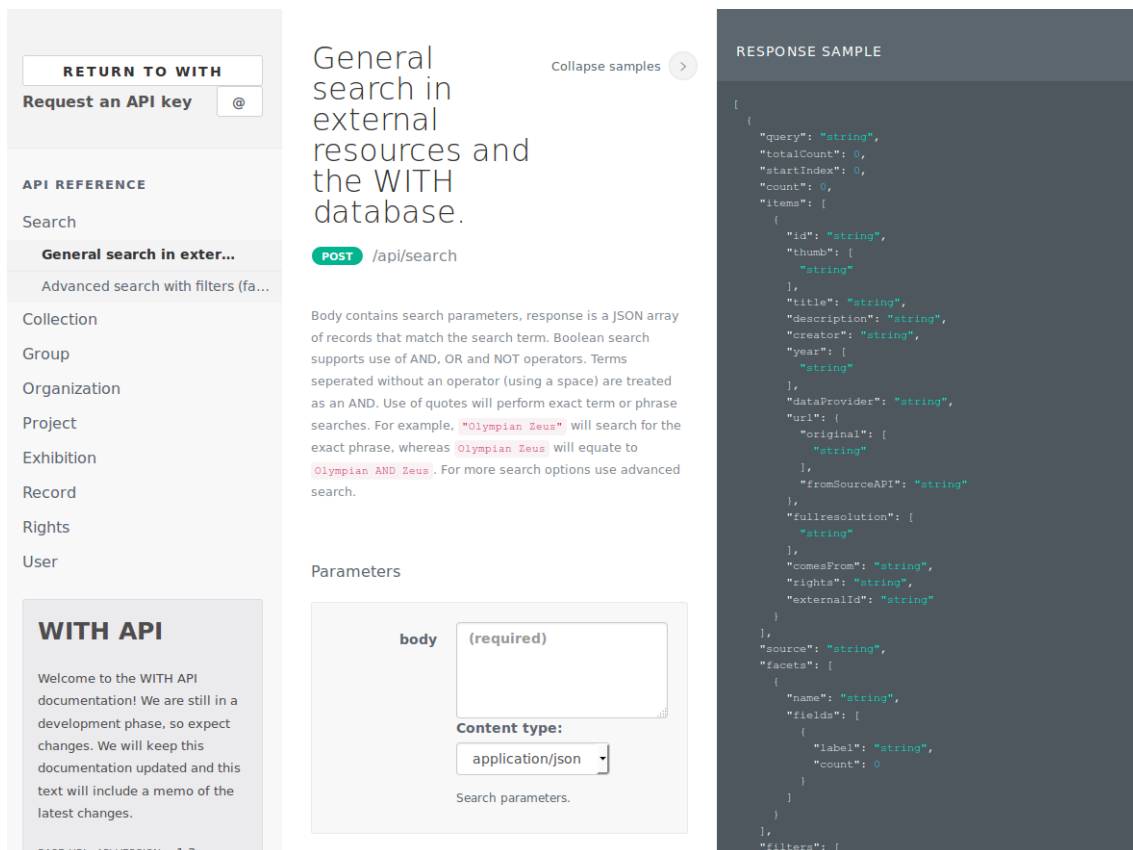 RETURN TO WITH
Request an API key
@
API REFERENCE
Search
General search in exter...
Advanced search with filters (fa...
Collection
Group
Organization
Project
Exhibition
Record
Rights
User
WITH API
Welcome to the WITH API
documentation! We are still in a
development phase, so expect
changes. We will keep this
documentation updated and this
text will include a memo of the
latest changes.
General
search in
external
resources and
the WITH
database.
Collapse samples
POST /api/search
Body contains search parameters, response is a JSON array
of records that match the search term. Boolean search
supports use of AND, OR and NOT operators. Terms
seperated without an operator (using a space) are treated
as an AND. Use of quotes will perform exact term or phrase
searches. For example, "Olympian Zeus" will search for the
exact phrase, whereas Olympian Zeus will equate to
Olympian AND Zeus. For more search options use advanced
search.
Parameters
body
(required)
Content type:
application/json
Search parameters.
RESPONSE SAMPLE
[
{
"query": "string",
"totalCount": 0,
"startIndex": 0,
"count": 0,
"items": [
{
"id": "string",
"thumb": [
"string"
],
"title": "string",
"description": "string",
"creator": "string",
"year": [
"string"
],
"dataProvider": "string",
"url": {
"original": [
"string"
],
"fromSourceAPI": "string"
},
"fullresolution": [
"string"
],
"comesFrom": "string",
"rights": "string",
"externalId": "string"
}
],
"source": "string",
"facets": [
{
"name": "string",
"fields": [
{
"label": "string",
"count": 0
}
]
}
],
"filters": [